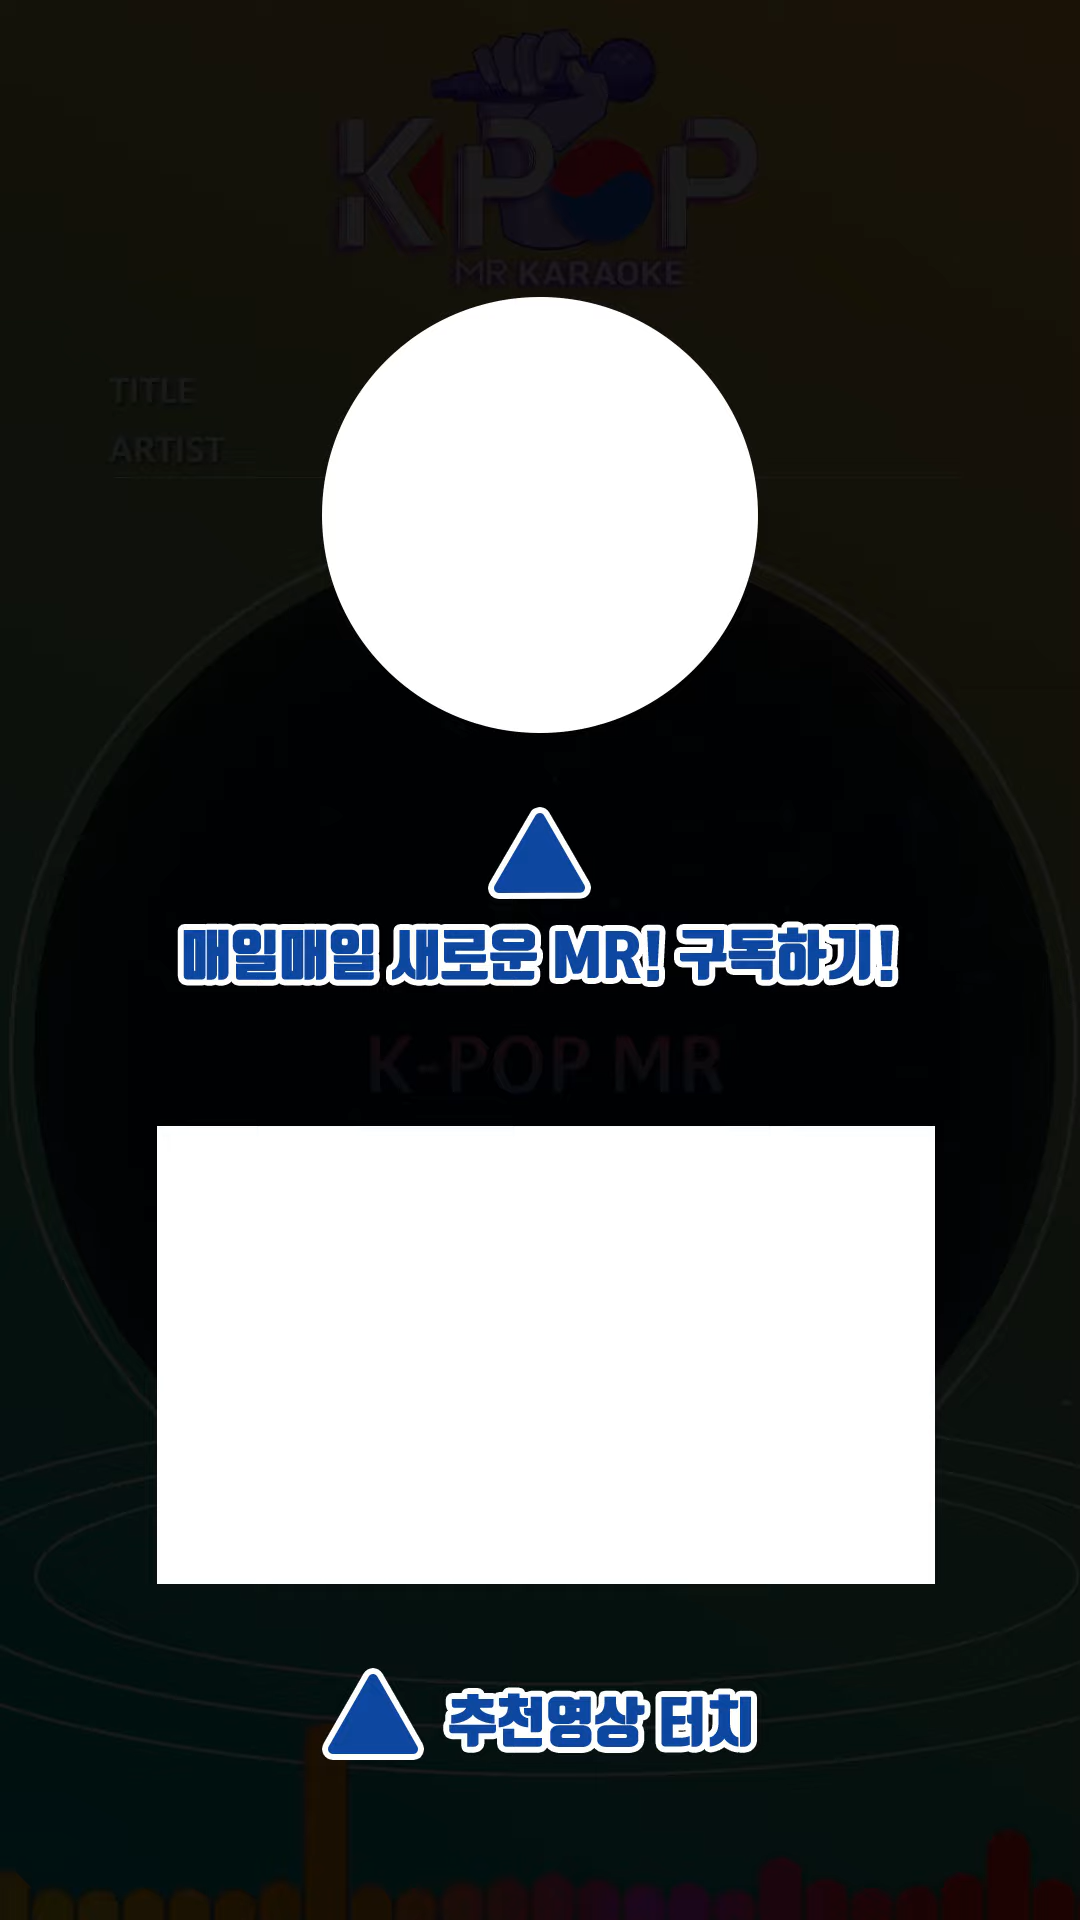 KPOP
MR KARAOKE
TITLE
ARTIST
매일매일 새로운 MR! 구독하기!
K-POP MR
추천영상 터치